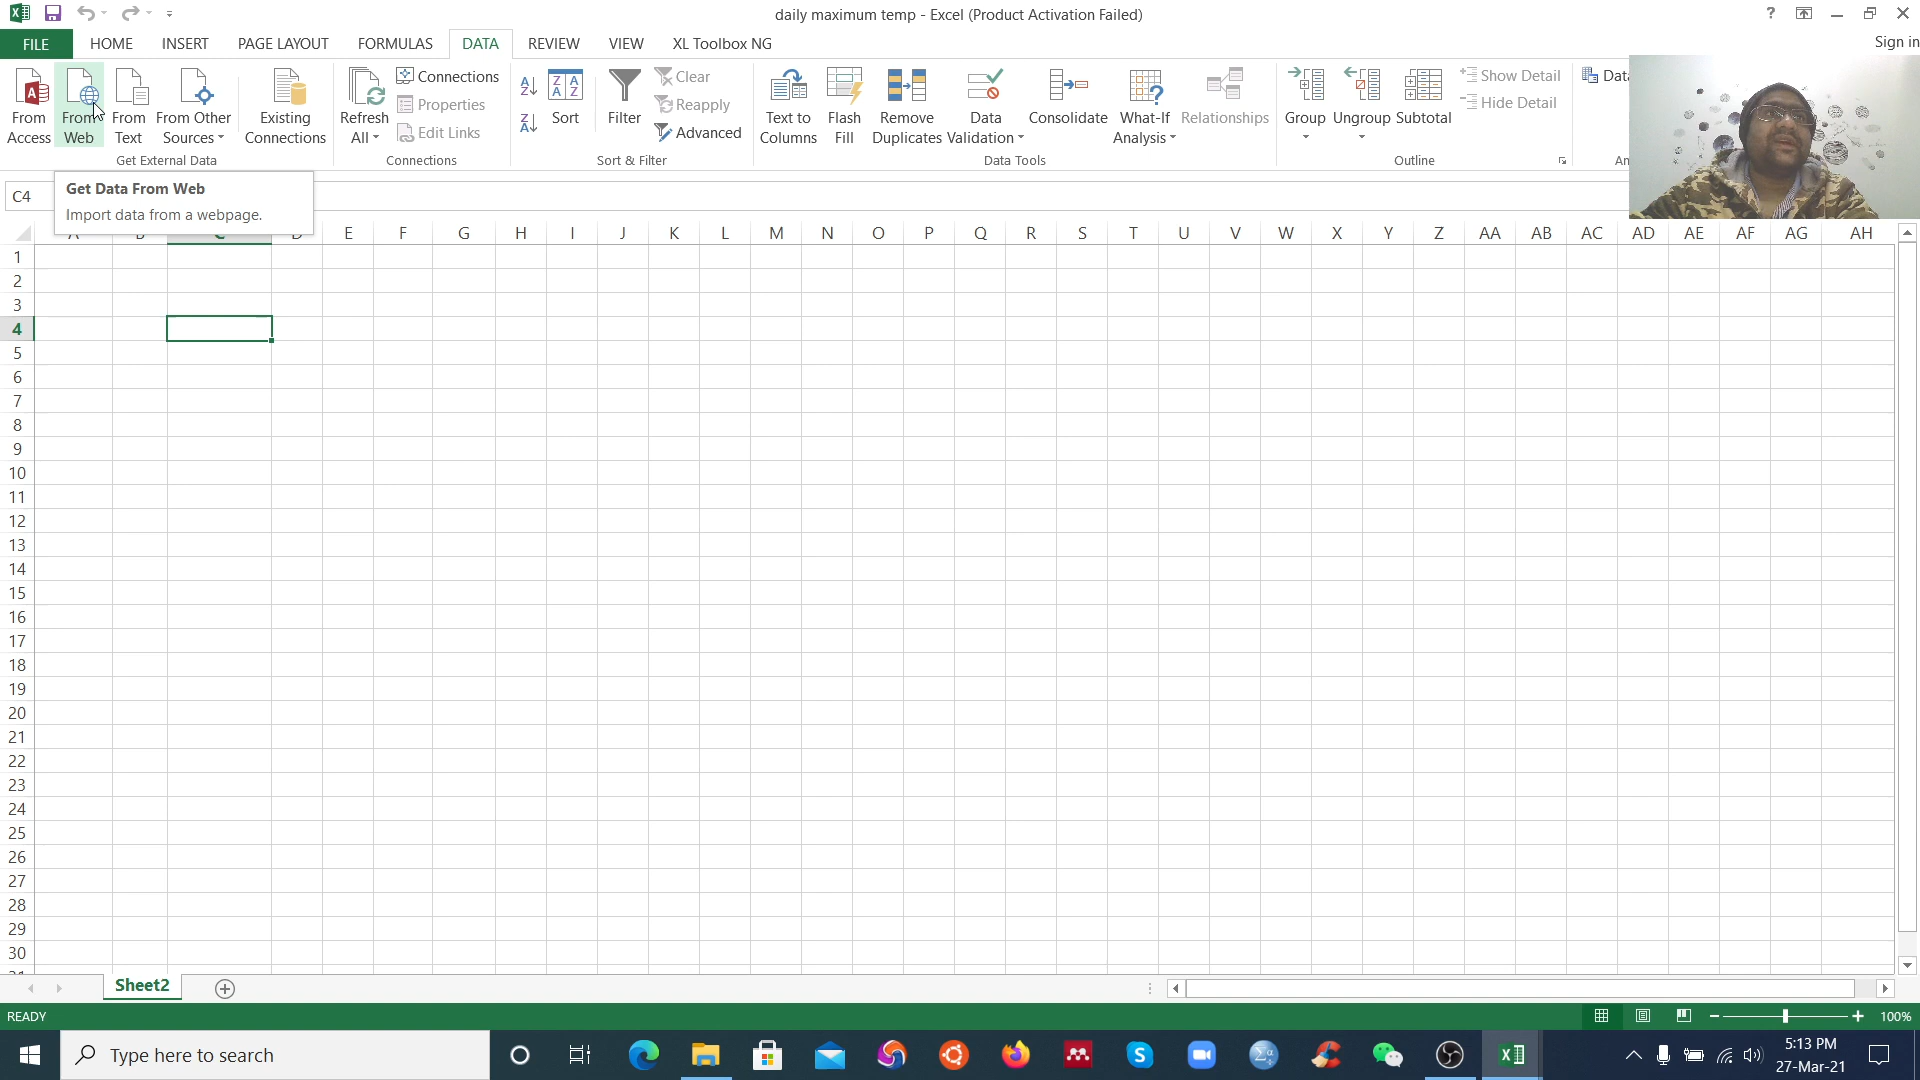 daily maximum temp - Excel (Product Activation Failed)
FILE HOME INSERT PAGE LAYOUT FORMULAS DATA REVIEW VIEW XL Toolbox NG
Sign in
From Access
From Web
From Text
From Other Sources
Existing Connections
Get External Data
Refresh All
Connections
Properties
Edit Links
Connections
Sort
Filter
Clear
Reapply
Advanced
Sort & Filter
Text to Columns
Flash Fill
Remove Duplicates
Data Validation
Consolidate
What-If Analysis
Relationships
Data Tools
Group
Ungroup
Subtotal
Show Detail
Hide Detail
Outline
C4
Get Data From Web
Import data from a webpage.
E F G H I J K L M N O P Q R S T U V W X Y Z AA AB AC AD AE AF AG AH
1
2
3
4
5
6
7
8
9
10
11
12
13
14
15
16
17
18
19
20
21
22
23
24
25
26
27
28
29
30
Sheet2
READY
100%
Type here to search
5:13 PM
27-Mar-21